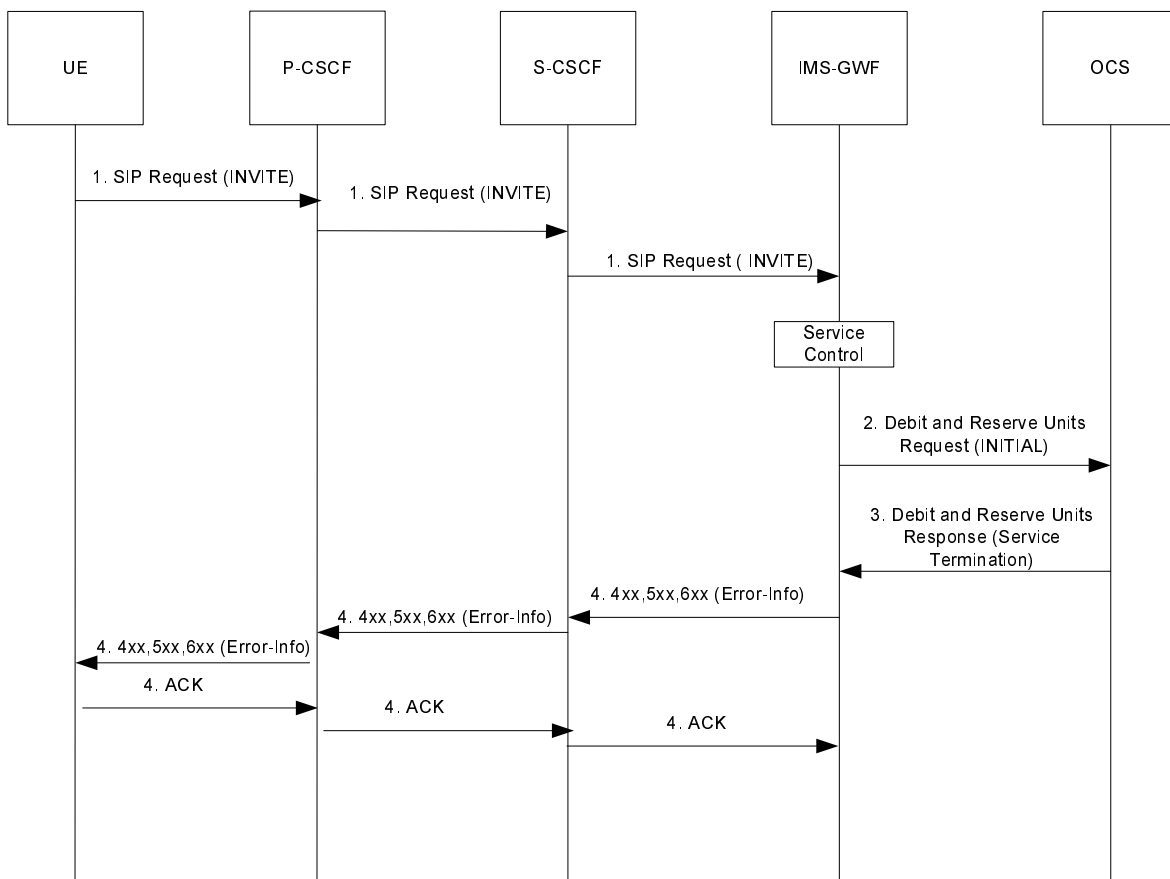 UE
P-CSCF
S-CSCF
IMS-GWF
OCS
1. SIP Request (INVITE)
1. SIP Request (INVITE)
1. SIP Request ( INVITE)
Service
Control
2. Debit and Reserve Units
Request (INITIAL)
3. Debit and Reserve Units
Response (Service
Termination)
4. 4xx,5xx,6xx (Error-Info)
4. 4xx,5xx,6xx (Error-Info)
4. 4xx,5xx,6xx (Error-Info)
4. ACK
4. ACK
4. ACK